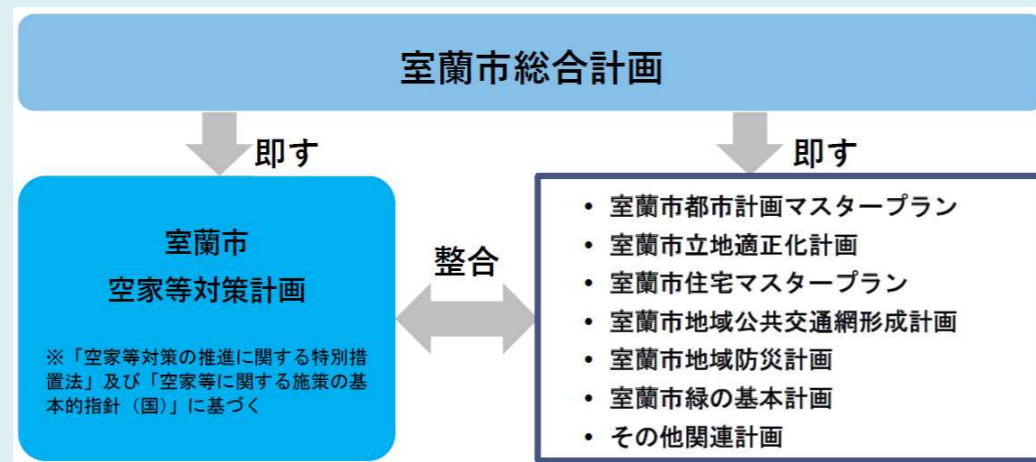 室蘭市総合計画
即す
即す
室蘭市
空家等対策計画
※「空家等対策の推進に関する特別措
置法」及び「空家等に関する施策の基
本的指針（国）」に基づく
整合
• 室蘭市都市計画マスタープラン
• 室蘭市立地適正化計画
• 室蘭市住宅マスタープラン
• 室蘭市地域公共交通網形成計画
• 室蘭市地域防災計画
• 室蘭市緑の基本計画
• その他関連計画